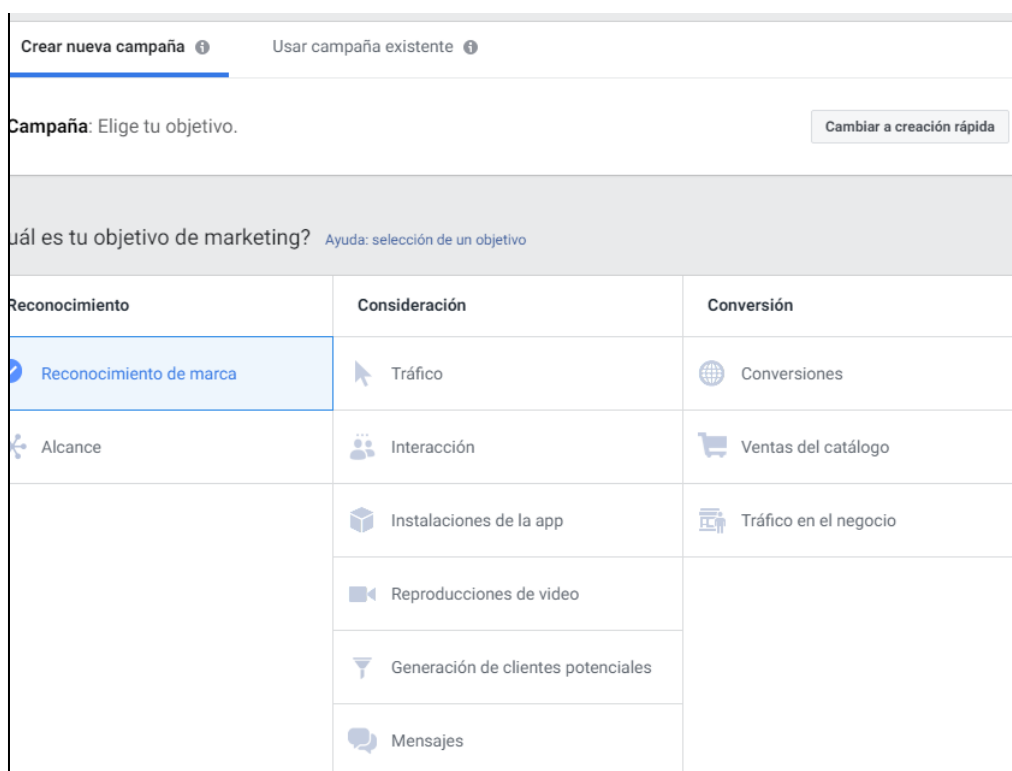 Crear nueva campaña Usar campaña existente
Campaña: Elige tu objetivo. Cambiar a creación rápida
uál es tu objetivo de marketing? Ayuda: selección de un objetivo
Reconocimiento Consideración Conversión
Reconocimiento de marca Tráfico Conversiones
Alcance Interacción Ventas del catálogo
Instalaciones de la app Tráfico en el negocio
Reproducciones de video
Generación de clientes potenciales
Mensajes